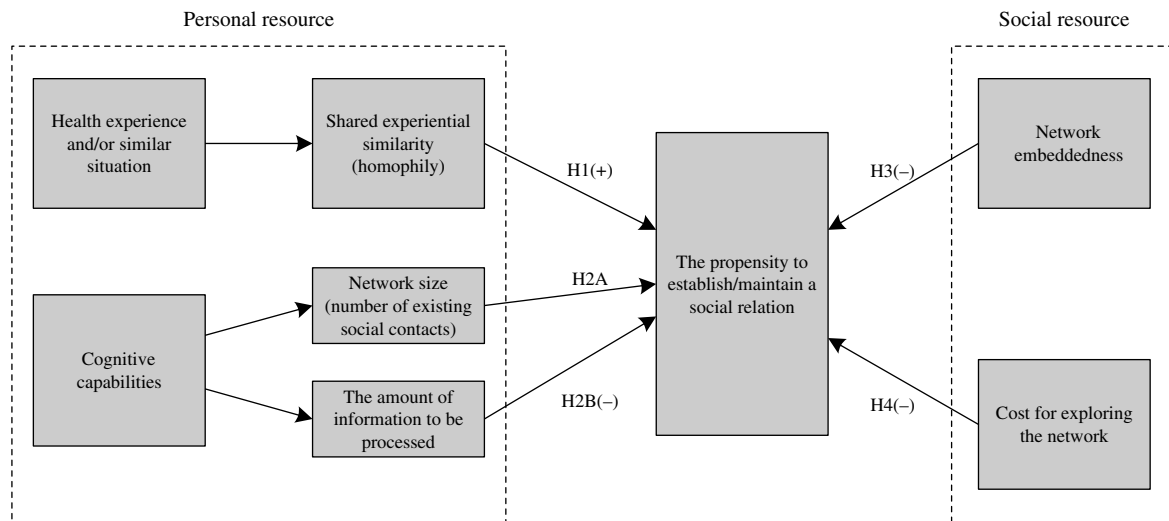 Personal resource
Social resource
Health experience
and/or similar
situation
Shared experiential
similarity
(homophily)
H1(+)
Network size
(number of existing
social contacts)
H2A
Cognitive
capabilities
The amount of
information to be
processed
H2B(–)
The propensity to
establish/maintain a
social relation
H3(–)
Network
embeddedness
H4(–)
Cost for exploring
the network